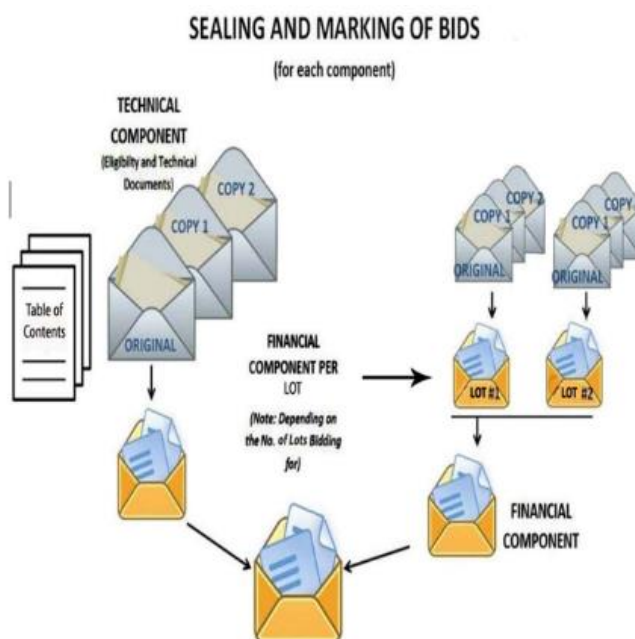 SEALING AND MARKING OF BIDS
(for each component)
TECHNICAL
COMPONENT
(Eligibility and Technical
Documents)
COPY 2
COPY 1
ORIGINAL
Table of
Contents
FINANCIAL
COMPONENT PER
LOT
(Note: Depending on
the No. of Lots Bidding
for)
COPY 2
COPY 1
ORIGINAL
COPY
COPY 1
ORIGINAL
LOT #1
LOT #2
FINANCIAL
COMPONENT